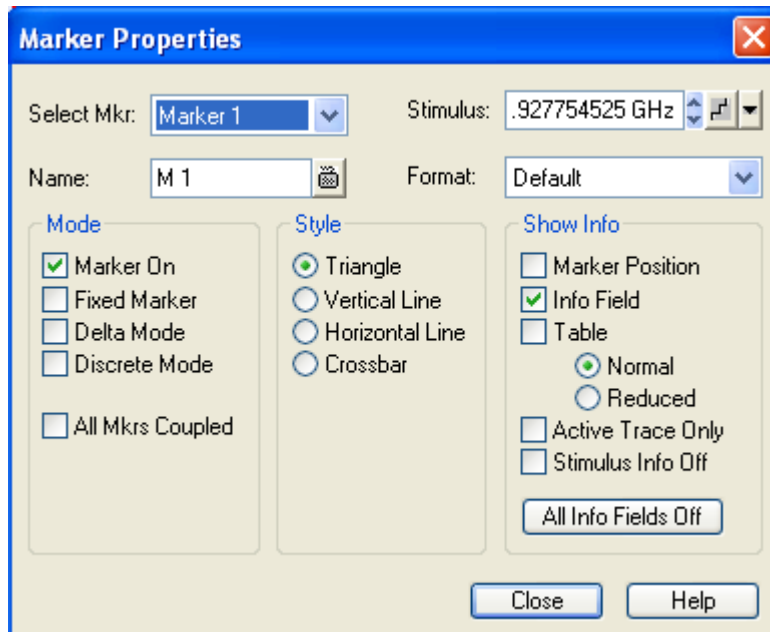 Marker Properties
Select Mkr: Marker 1 Stimulus: .927754525 GHz
Name: M 1 Format: Default
Mode
Marker On
Fixed Marker
Delta Mode
Discrete Mode
All Mkrs Coupled
Style
Triangle
Vertical Line
Horizontal Line
Crossbar
Show Info
Marker Position
Info Field
Table
Normal
Reduced
Active Trace Only
Stimulus Info Off
All Info Fields Off
Close Help